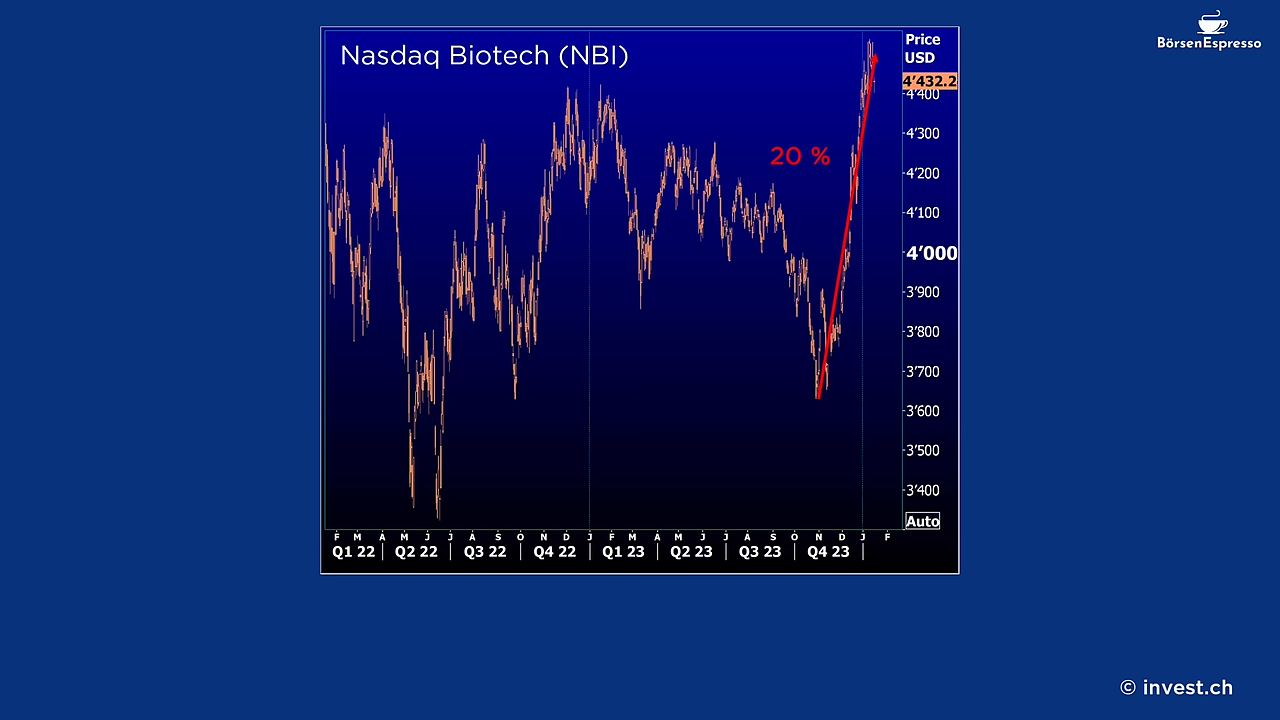 BörsenEspresso
Nasdaq Biotech (NBI)
Price
USD
4'432.2
4'400
4'300
20 %
4'200
4'100
4'000
3'900
3'800
3'700
3'600
3'500
3'400
Auto
F M A M J J A S O N D J F M A M J J A S O N D J F
Q1 22 Q2 22 Q3 22 Q4 22 Q1 23 Q2 23 Q3 23 Q4 23
© invest.ch